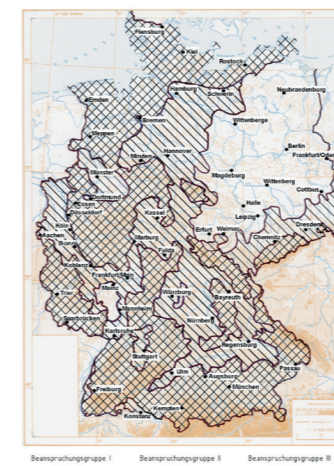 Flensburg
Kiel
Rostock
Hamburg
Schwerin
Neubrandenburg
Emden
Bremen
Wittenberge
Meppen
Berlin
Minden
Hannover
Frankfurt/Oder
Magdeburg
Münster
Wittenberg
Cottbus
Essen
Dortmund
Halle
Düsseldorf
Kassel
Leipzig
Köln
Erfurt
Weimar
Dresden
Aachen
Marburg
Chemnitz
Bonn
Fulda
Koblenz
Frankfurt/Main
Trier
Mainz
Würzburg
Bayreuth
Mannheim
Saarbrücken
Nürnberg
Karlsruhe
Regensburg
Stuttgart
Passau
Ulm
Augsburg
Freiburg
München
Kempten
Konstanz
Beanspruchungsgruppe I Beanspruchungsgruppe II Beanspruchungsgruppe III